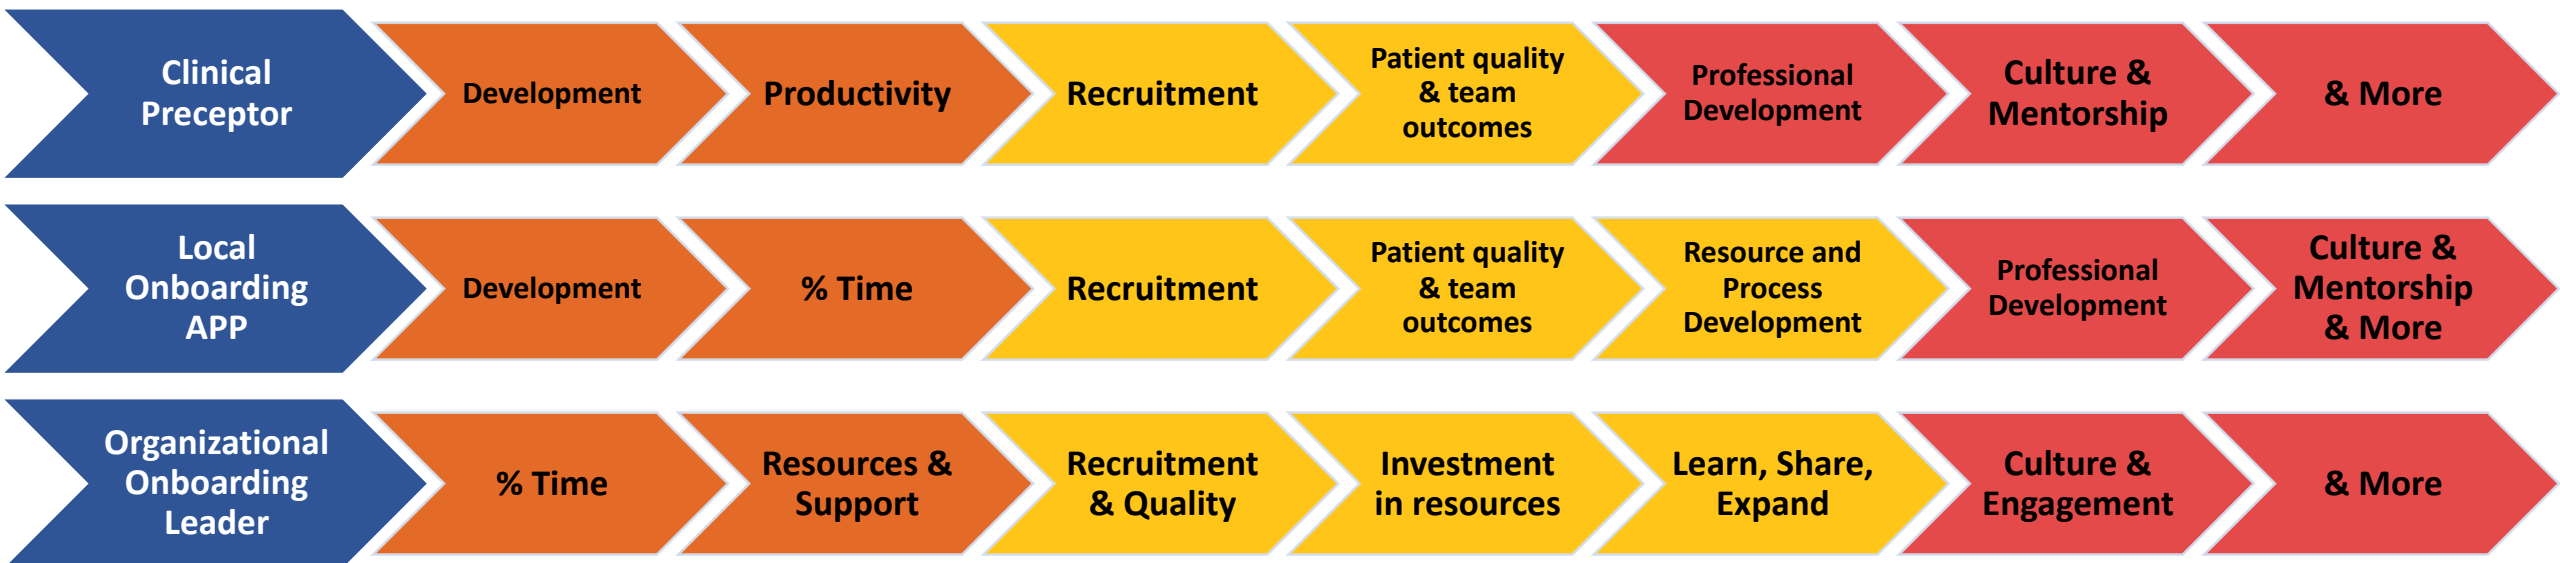 Clinical
Preceptor
Development
Productivity
Recruitment
Patient quality
& team
outcomes
Professional
Development
Culture &
Mentorship
& More
Local
Onboarding
APP
Development
% Time
Recruitment
Patient quality
& team
outcomes
Resource and
Process
Development
Professional
Development
Culture &
Mentorship
& More
Organizational
Onboarding
Leader
% Time
Resources &
Support
Recruitment
& Quality
Investment
in resources
Learn, Share,
Expand
Culture &
Engagement
& More